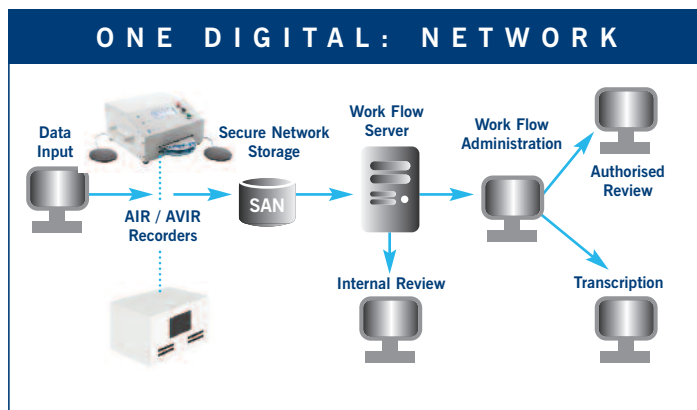 ONE DIGITAL: NETWORK
Data
Input
AIR / AVIR
Recorders
Secure Network
Storage
SAN
Work Flow
Server
Internal Review
Work Flow
Administration
Authorised
Review
Transcription